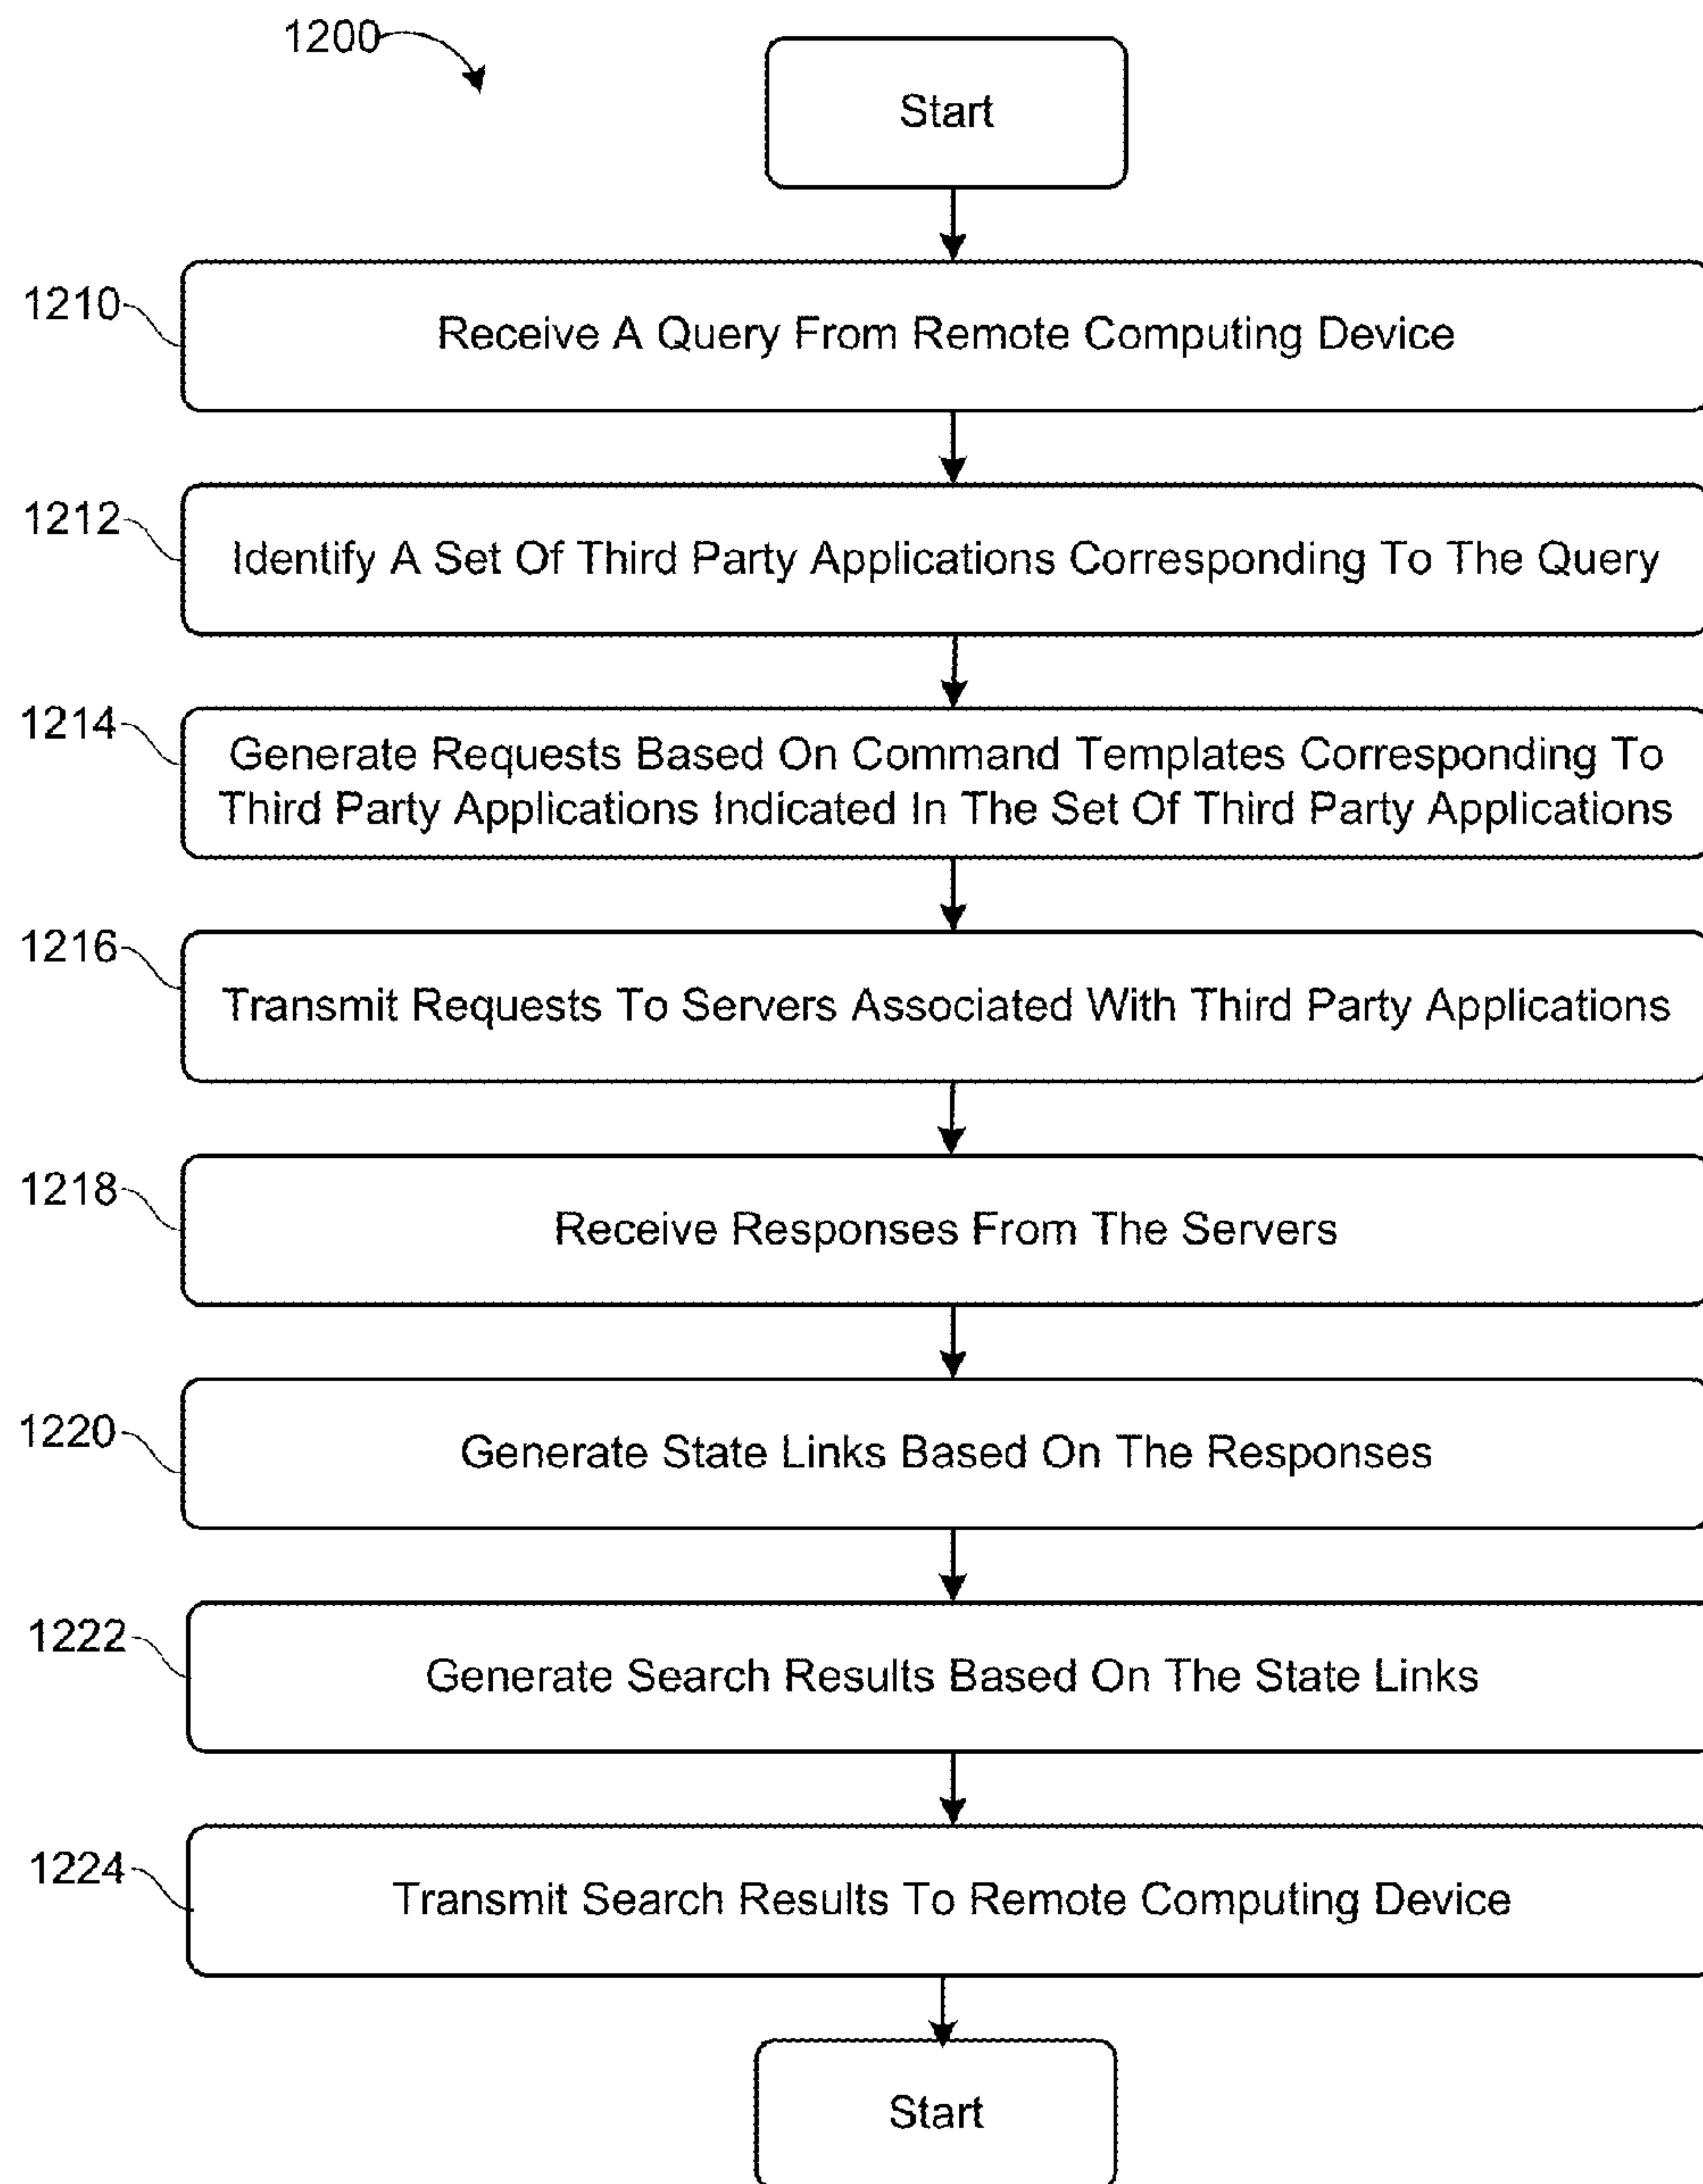 1200
Start
1210
Receive A Query From Remote Computing Device
1212
Identify A Set Of Third Party Applications Corresponding To The Query
1214
Generate Requests Based On Command Templates Corresponding To
Third Party Applications Indicated In The Set Of Third Party Applications
1216
Transmit Requests To Servers Associated With Third Party Applications
1218
Receive Responses From The Servers
1220
Generate State Links Based On The Responses
1222
Generate Search Results Based On The State Links
1224
Transmit Search Results To Remote Computing Device
Start